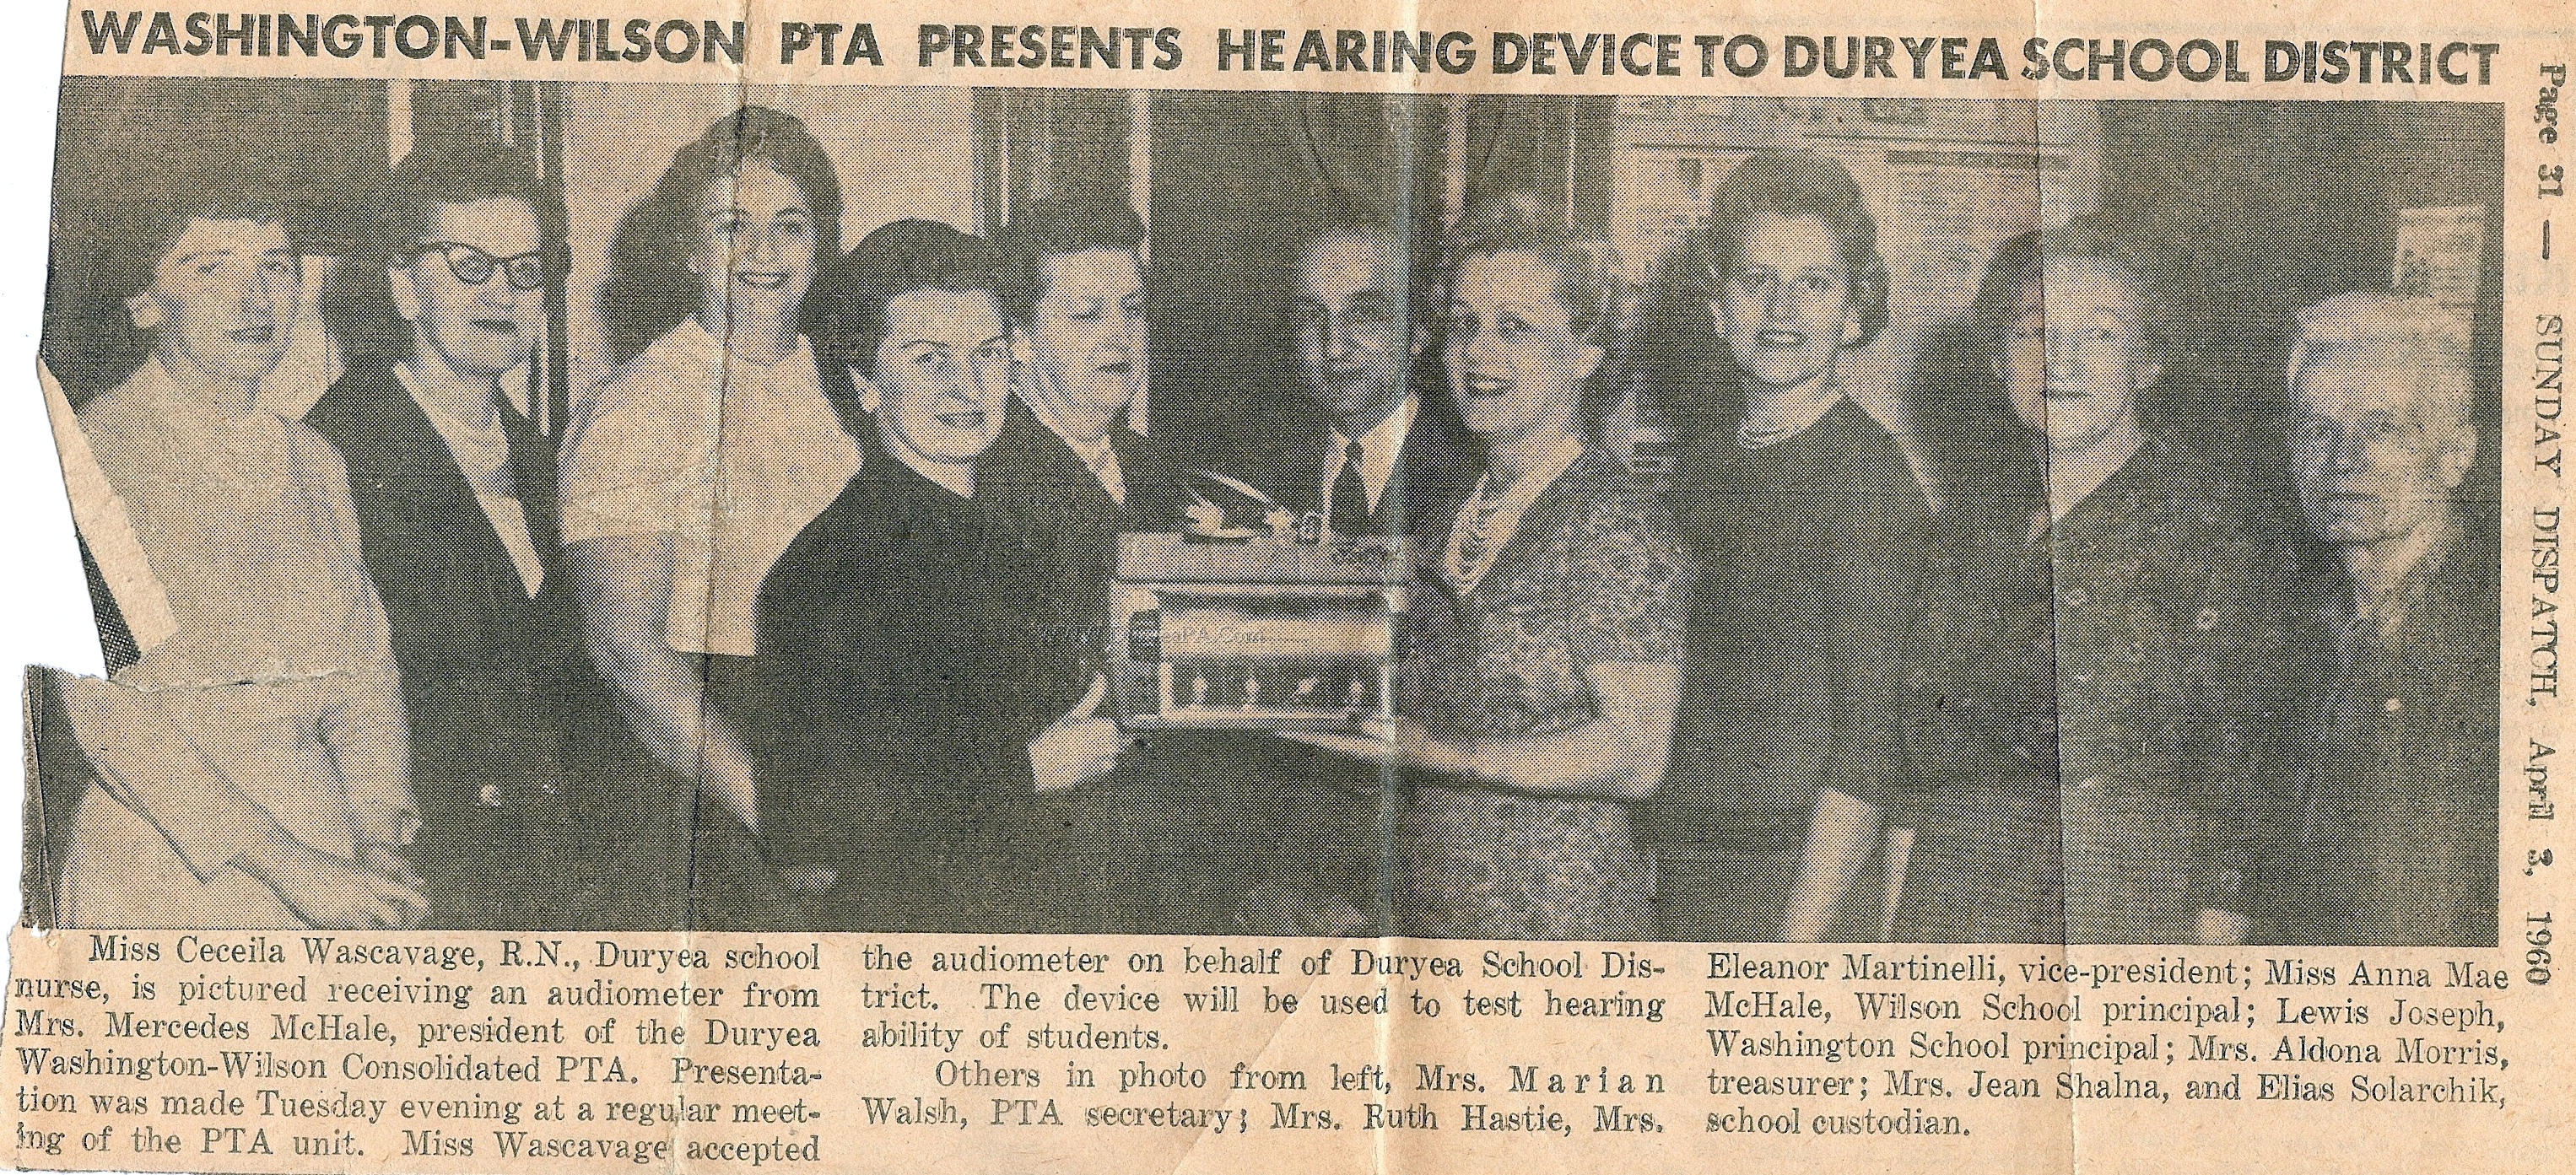 WASHINGTON-WILSON PTA PRESENTS HEARING DEVICE TO DURYEA SCHOOL DISTRICT
Page 31 — SUNDAY DISPATCH, April 3, 1960
Miss Ceceila Wascavage, R.N., Duryea school
nurse, is pictured receiving an audiometer from
Mrs. Mercedes McHale, president of the Duryea
Washington-Wilson Consolidated PTA. Presenta-
tion was made Tuesday evening at a regular meet-
ing of the PTA unit. Miss Wascavage accepted
the audiometer on behalf of Duryea School Dis-
trict. The device will be used to test hearing
ability of students.
Others in photo from left, Mrs. Marian
Walsh, PTA secretary; Mrs. Ruth Hastie, Mrs.
Eleanor Martinelli, vice-president; Miss Anna Mae
McHale, Wilson School principal; Lewis Joseph,
Washington School principal; Mrs. Aldona Morris,
treasurer; Mrs. Jean Shalna, and Elias Solarchik,
school custodian.